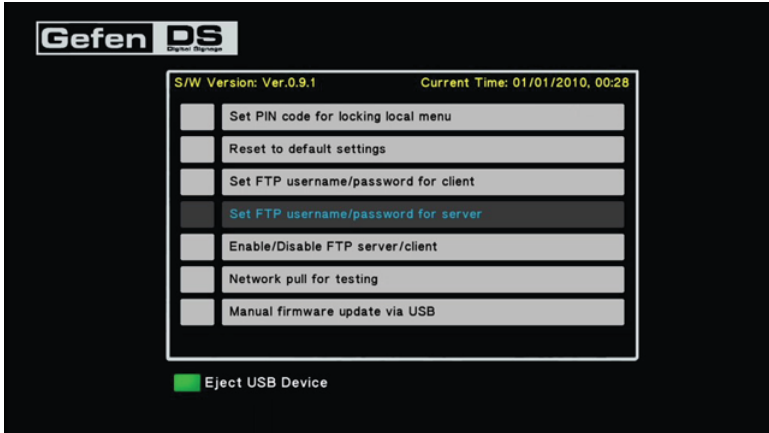 Gefen DS
Digital Signage
S/W Version: Ver.0.9.1 Current Time: 01/01/2010, 00:28
Set PIN code for locking local menu
Reset to default settings
Set FTP username/password for client
Set FTP username/password for server
Enable/Disable FTP server/client
Network pull for testing
Manual firmware update via USB
Eject USB Device